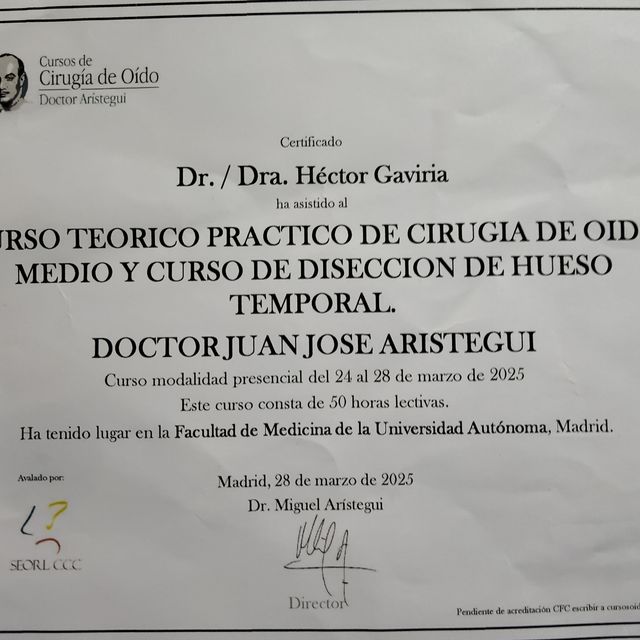 Cursos de
Cirugía de Oído
Doctor Arístegui
Certificado
Dr. / Dra. Héctor Gaviria
ha asistido al
URSO TEORICO PRACTICO DE CIRUGIA DE OID
MEDIO Y CURSO DE DISECCION DE HUESO
TEMPORAL.
DOCTOR JUAN JOSE ARISTEGUI
Curso modalidad presencial del 24 al 28 de marzo de 2025
Este curso consta de 50 horas lectivas.
Ha tenido lugar en la Facultad de Medicina de la Universidad Autónoma, Madrid.
Avalado por:
Madrid, 28 de marzo de 2025
Dr. Miguel Arístegui
SEORL CCC
Director
Pendiente de acreditación CFC escribir a cursosoid